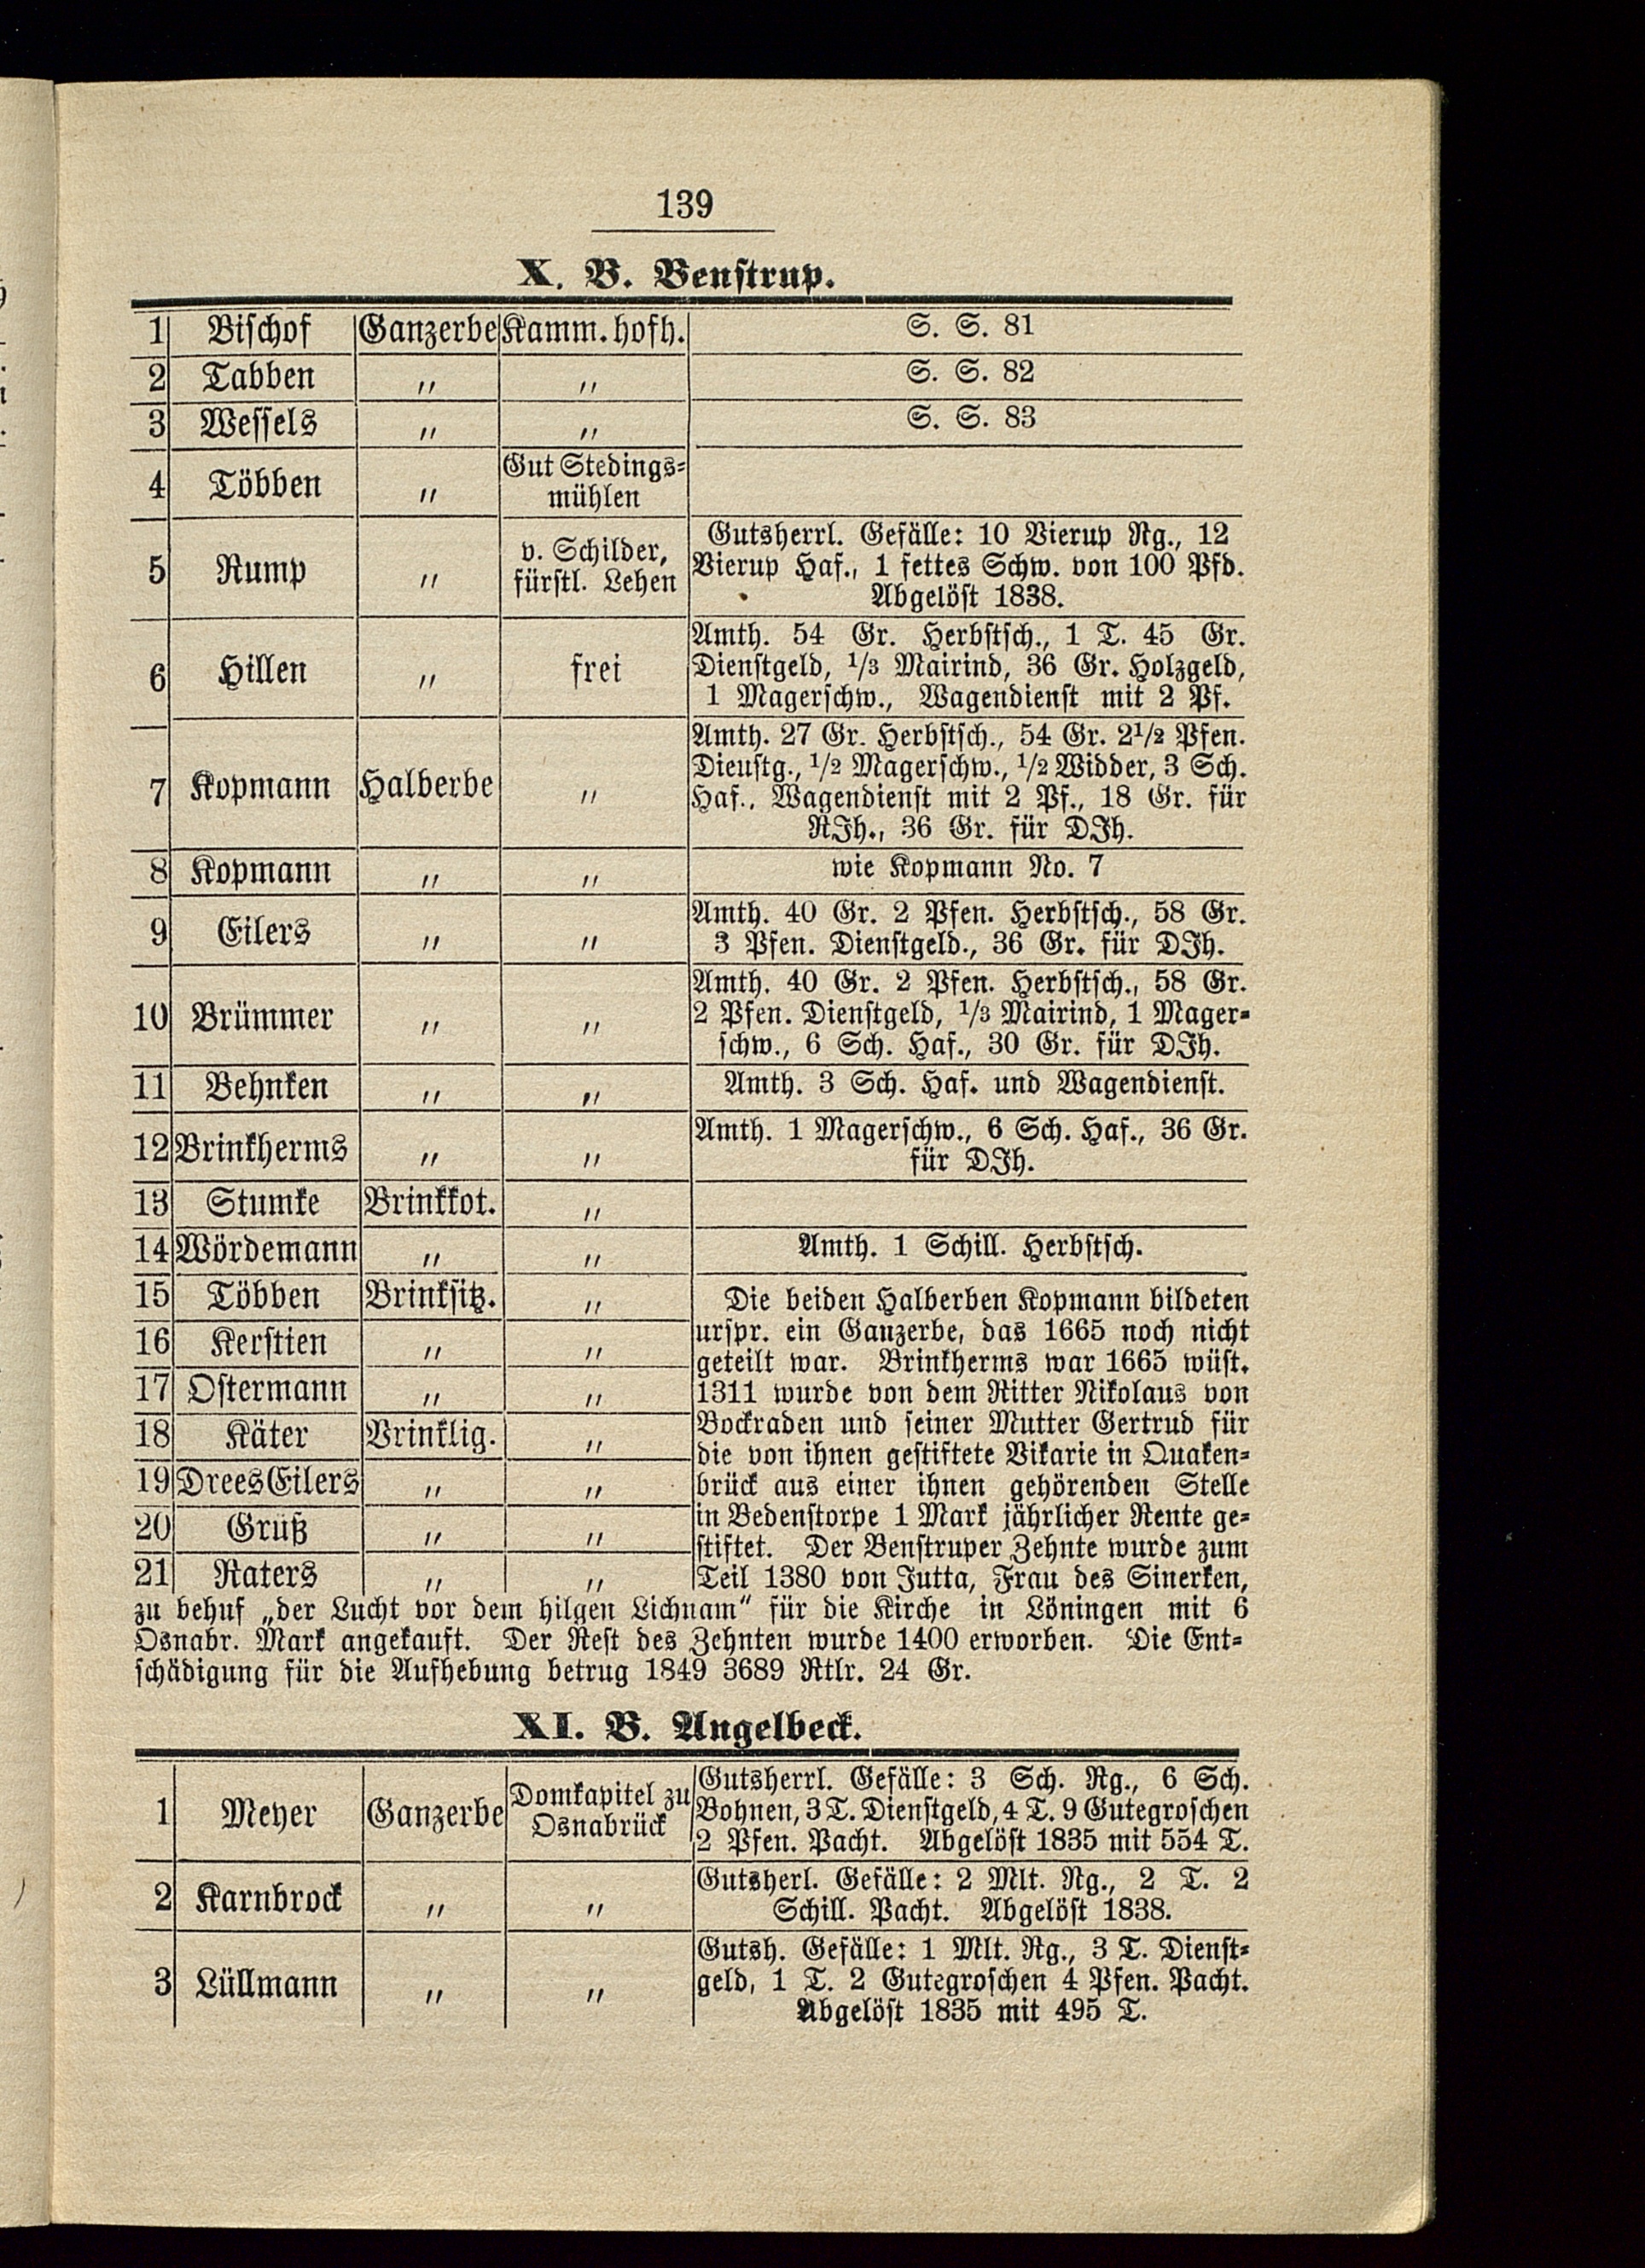 139
X. B. Benstrup.
1 Bischof Ganzerbe Kamm. hofh. S. S. 81
2 Tabben " " S. S. 82
3 Wessels " " S. S. 83
4 Többen " Gut Stedings-
mühlen
5 Rump " v. Schilder,
fürstl. Lehen
Gutsherrl. Gefälle: 10 Vierup Rg., 12
Vierup Haf., 1 fettes Schw. von 100 Pfd.
Abgelöst 1838.
6 Hillen " frei
Amth. 54 Gr. Herbstsch., 1 T. 45 Gr.
Dienstgeld, 1/3 Mairind, 36 Gr. Holzgeld,
1 Magerschw., Wagendienst mit 2 Pf.
7 Kopmann Halberbe "
Amth. 27 Gr. Herbstsch., 54 Gr. 2 1/2 Pfen.
Dienstg., 1/2 Magerschw., 1/2 Widder, 3 Sch.
Haf., Wagendienst mit 2 Pf., 18 Gr. für
RJh., 36 Gr. für DJh.
8 Kopmann " " wie Kopmann No. 7
9 Eilers " "
Amth. 40 Gr. 2 Pfen. Herbstsch., 58 Gr.
3 Pfen. Dienstgeld., 36 Gr. für DJh.
10 Brümmer " "
Amth. 40 Gr. 2 Pfen. Herbstsch., 58 Gr.
2 Pfen. Dienstgeld, 1/3 Mairind, 1 Mager-
schw., 6 Sch. Haf., 30 Gr. für DJh.
11 Behnken " " Amth. 3 Sch. Haf. und Wagendienst.
12 Brinkherms " "
Amth. 1 Magerschw., 6 Sch. Haf., 36 Gr.
für DJh.
13 Stumke Brinkkot. "
14 Wördemann " " Amth. 1 Schill. Herbstsch.
15 Többen Brinksitz. "
16 Kerstien " "
17 Ostermann " "
18 Käter Brinklig. "
19 Drees Eilers " "
20 Grüß " "
21 Raters " "
Die beiden Halberben Kopmann bildeten
urspr. ein Ganzerbe, das 1665 noch nicht
geteilt war. Brinkherms war 1665 wüst.
1311 wurde von dem Ritter Nikolaus von
Bockraden und seiner Mutter Gertrud für
die von ihnen gestiftete Vikarie in Quaken-
brück aus einer ihnen gehörenden Stelle
in Bedenstorpe 1 Mark jährlicher Rente ge-
stiftet. Der Benstruper Zehnte wurde zum
Teil 1380 von Jutta, Frau des Sinerken,
zu behuf „der Lucht vor dem hilgen Lichnam" für die Kirche in Löningen mit 6
Osnabr. Mark angekauft. Der Rest des Zehnten wurde 1400 erworben. Die Ent-
schädigung für die Aufhebung betrug 1849 3689 Rtlr. 24 Gr.
XI. B. Angelbeck.
1 Meyer Ganzerbe Domkapitel zu
Osnabrück
Gutsherrl. Gefälle: 3 Sch. Rg., 6 Sch.
Bohnen, 3 T. Dienstgeld, 4 T. 9 Gutegroschen
2 Pfen. Pacht. Abgelöst 1835 mit 554 T.
2 Karnbrock " "
Gutsherl. Gefälle: 2 Mlt. Rg., 2 T. 2
Schill. Pacht. Abgelöst 1838.
3 Lüllmann " "
Gutsh. Gefälle: 1 Mlt. Rg., 3 T. Dienst-
geld, 1 T. 2 Gutegroschen 4 Pfen. Pacht.
Abgelöst 1835 mit 495 T.